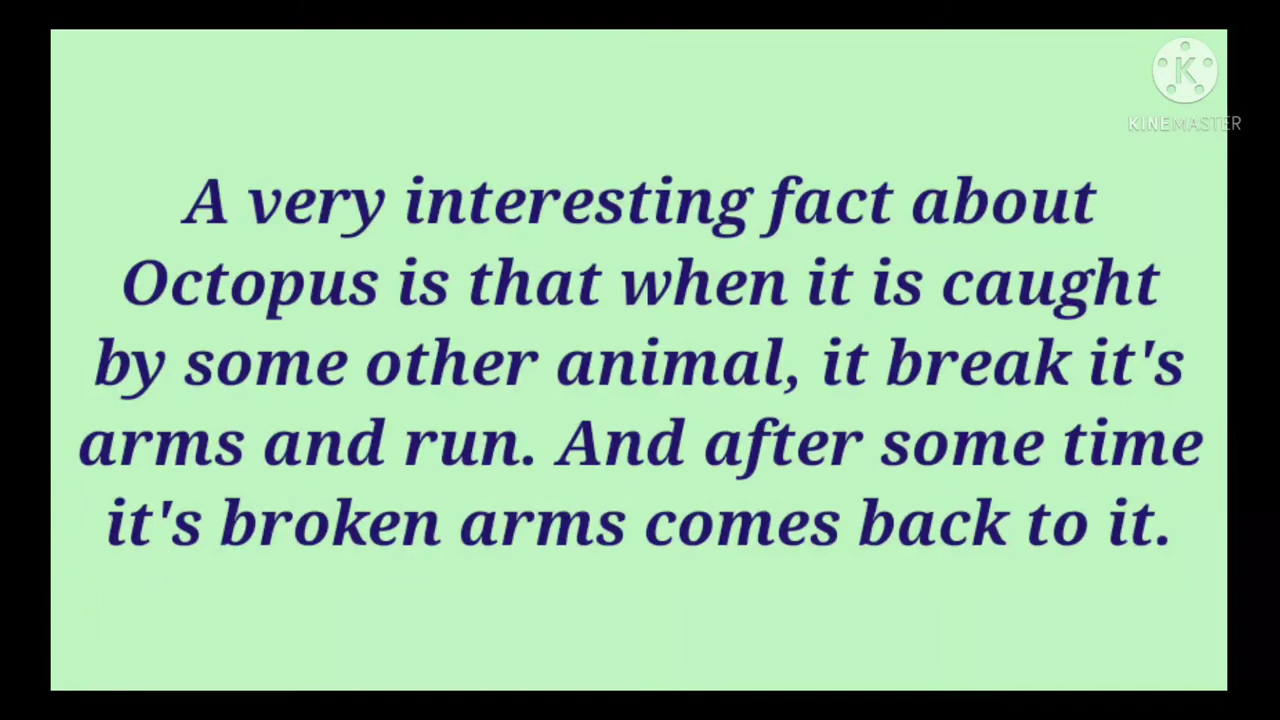 K
KINEMASTER
A very interesting fact about
Octopus is that when it is caught
by some other animal, it break it's
arms and run. And after some time
it's broken arms comes back to it.